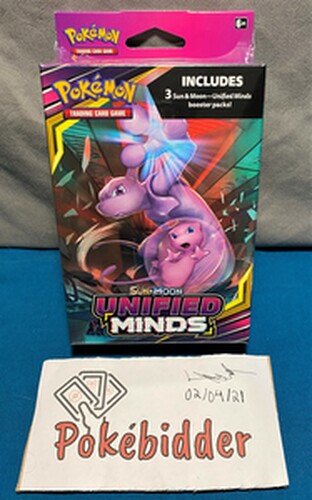 POKéMON
TRADING CARD GAME
6+
POKéMON
TRADING CARD GAME
INCLUDES
3 Sun & Moon—Unified Minds
booster packs!
SUN & MOON
UNIFIED
MINDS
02/04/21
Pokébidder